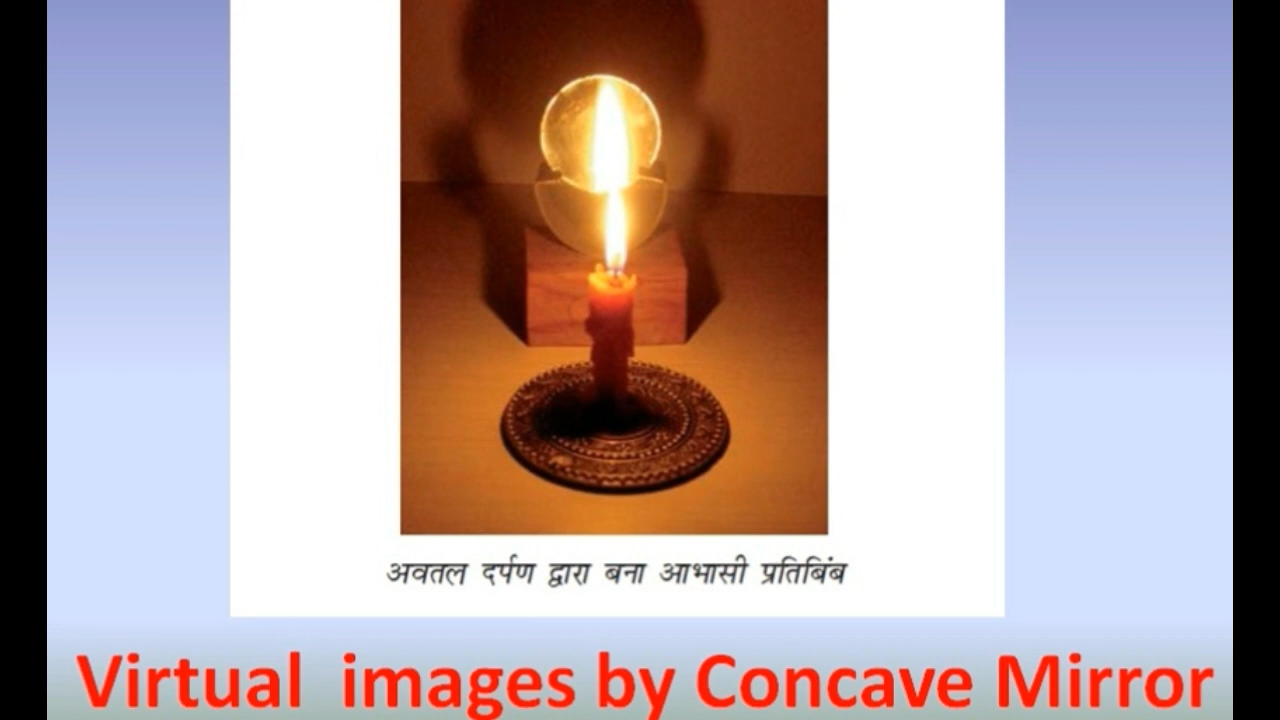 अवतल दर्पण द्वारा बना आभासी प्रतिबिंब
Virtual images by Concave Mirror